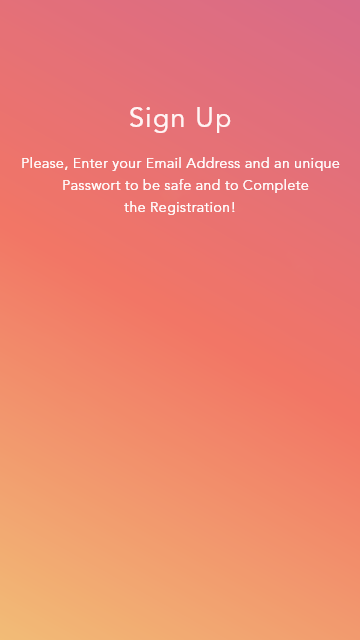 Sign Up
Please, Enter your Email Address and an unique
Passwort to be safe and to Complete
the Registration!